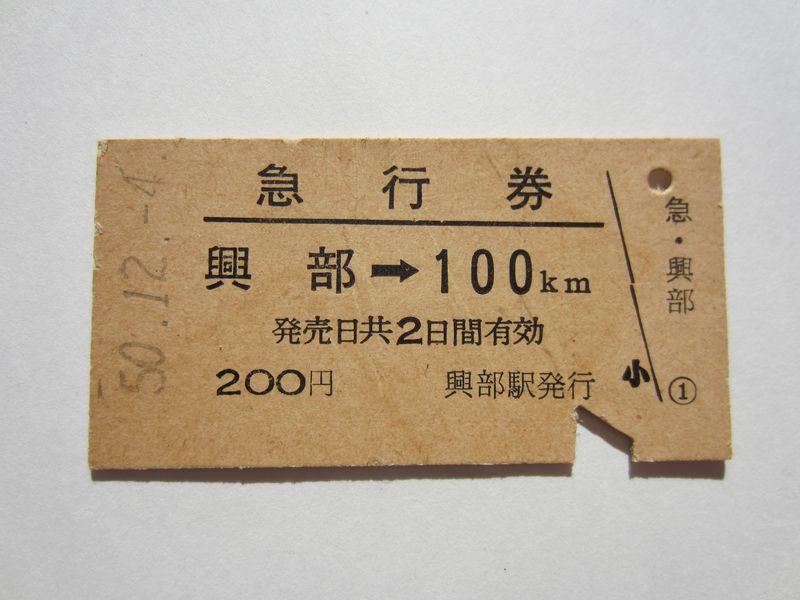 急行券
興部➡100km
発売日共2日間有効
200円 興部駅発行
小
急・興部
①
50.12.-4.